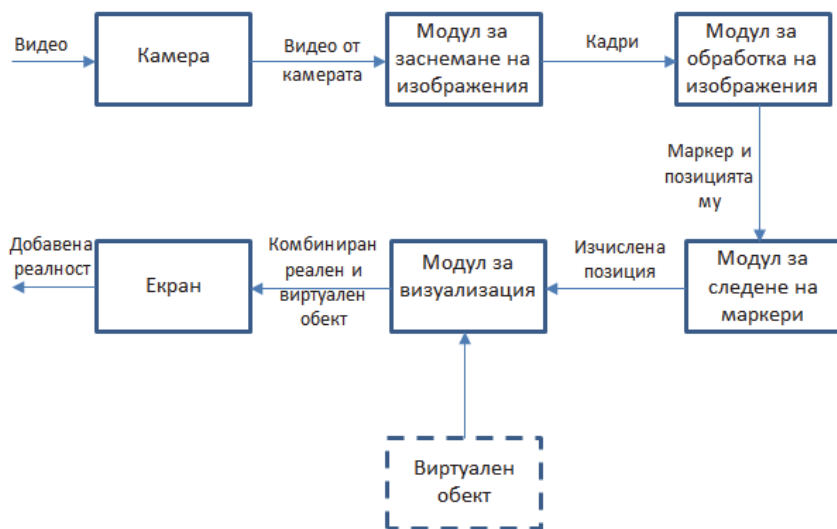 Видео
Камера
Видео от
камерата
Модул за
заснемане на
изображения
Кадри
Модул за
обработка на
изображения
Маркер и
позицията
му
Модул за
следене на
маркери
Изчислена
позиция
Модул за
визуализация
Комбиниран
реален и
виртуален
обект
Екран
Добавена
реалност
Виртуален
обект